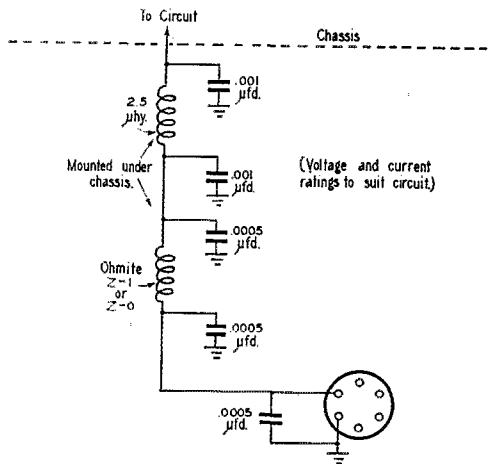 To Circuit
Chassis
.001
μfd.
2.5
μhy.
Mounted under
chassis.
.001
μfd.
(Voltage and current
ratings to suit circuit.)
.0005
μfd.
Ohmite
Z-1
or
Z-0
.0005
μfd.
.0005
μfd.